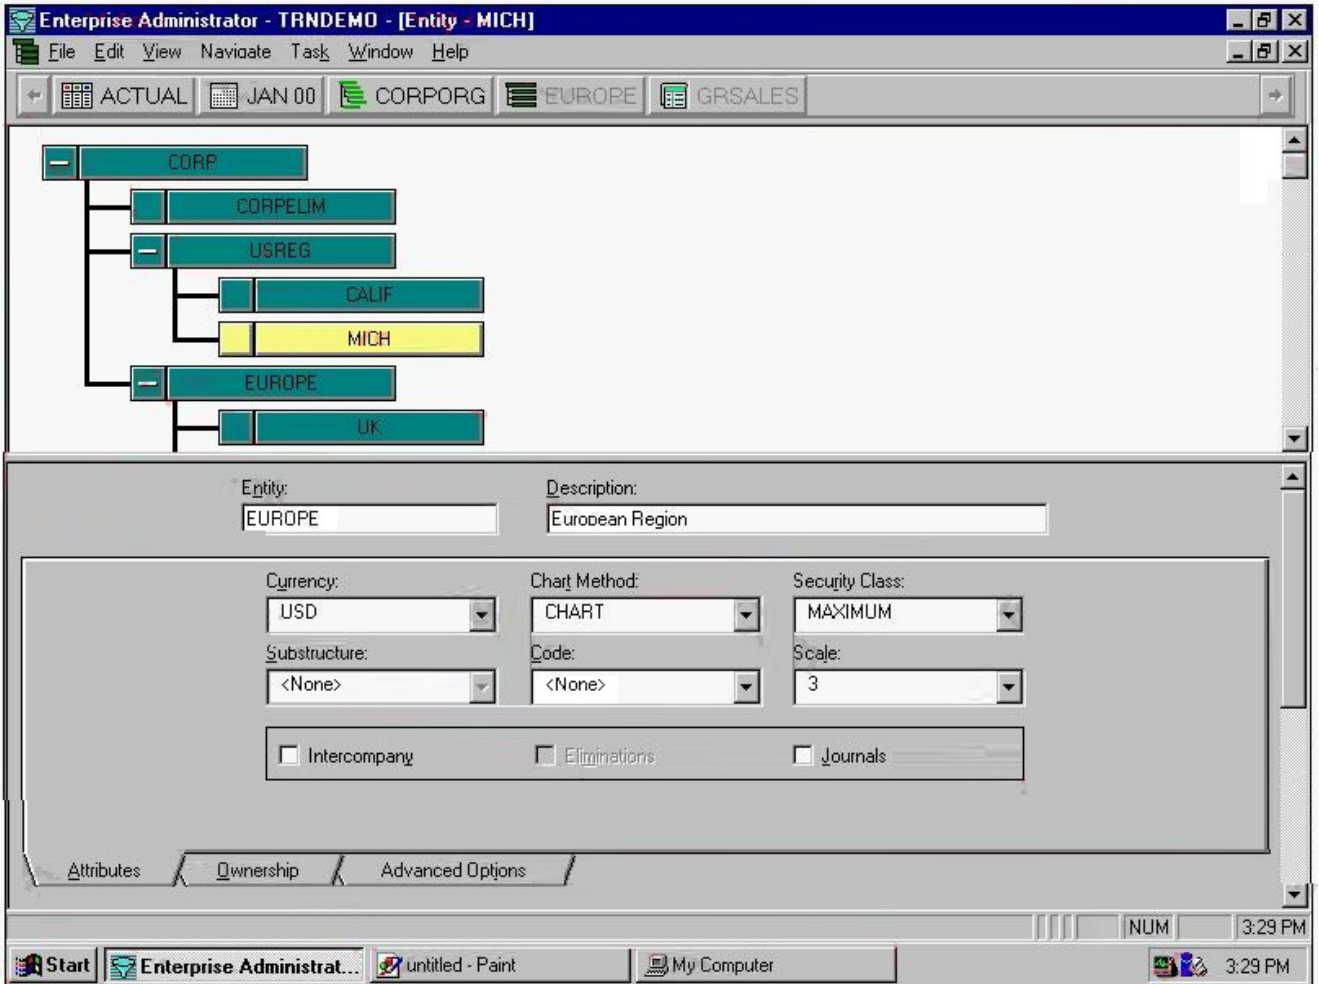 Enterprise Administrator - TRNDEMO - [Entity - MICH]
File Edit View Navigate Task Window Help
ACTUAL JAN 00 CORPORG EUROPE GRSALES
CORP
CORPELIM
USREG
CALIF
MICH
EUROPE
UK
Entity: Description:
EUROPE European Region
Currency: Chart Method: Security Class:
USD CHART MAXIMUM
Substructure: Code: Scale:
<None> <None> 3
Intercompany Eliminations Journals
Attributes Ownership Advanced Options
NUM 3:29 PM
Start Enterprise Administrat... untitled - Paint My Computer 3:29 PM